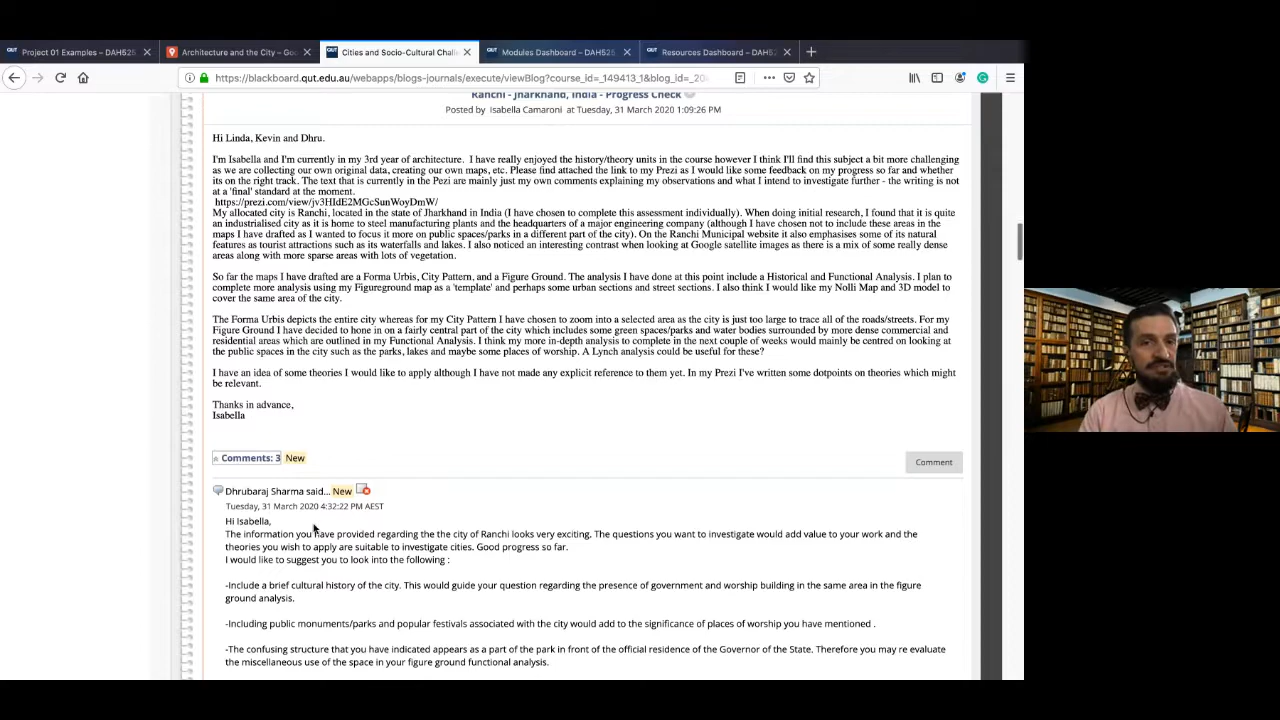 Project 01 Examples – DAH525
Architecture and the City – Goo
Cities and Socio-Cultural Challe
Modules Dashboard – DAH525
Resources Dashboard – DAH52
https://blackboard.qut.edu.au/webapps/blogs-journals/execute/viewBlog?course_id=_149413_1&blog_id=_20
Ranchi - Jharkhand, India - Progress Check
Posted by Isabella Camaroni at Tuesday, 31 March 2020 1:09:26 PM
Hi Linda, Kevin and Dhru.
I'm Isabella and I'm currently in my 3rd year of architecture. I have really enjoyed the history/theory units in the course however I think I'll find this subject a bit more challenging
as we are collecting our own original data, creating our own maps, etc. Please find attached the link to my Prezi as I would like some feedback on my progress so far and whether
its on the right track. The text that is currently in the Pezi are mainly just my own comments explaining my observations and what I intend to investigate further - the writing is not
at a 'final' standard at the moment.
https://prezi.com/view/jv3HIdE2MGcSunWoyDmW/
My allocated city is Ranchi, located in the state of Jharkhand in India (I have chosen to complete this assessment individually). When doing initial research, I found that it is quite
an industrialised city as it is home to steel manufacturing plants and the headquarters of a major engineering company (although I have chosen not to include these areas in the
maps I have drafted as I wanted to focus it more on public spaces/parks in a different part of the city). On the Ranchi Municipal website it also emphasises some of its natural
features as tourist attractions such as its waterfalls and lakes. I also noticed an interesting contrast when looking at Google satellite images as there is a mix of some really dense
areas along with more sparse areas with lots of vegetation.
So far the maps I have drafted are a Forma Urbis, City Pattern, and a Figure Ground. The analysis I have done at this point include a Historical and Functional Analysis. I plan to
complete more analysis using my Figureground map as a 'template' and perhaps some urban sections and street sections. I also think I would like my Nolli Map and 3D model to
cover the same area of the city.
The Forma Urbis depicts the entire city whereas for my City Pattern I have chosen to zoom into a selected area as the city is just too large to trace all of the roads/streets. For my
Figure Ground I have decided to hone in on a fairly central part of the city which includes some green spaces/parks and water bodies surrounded by more dense commercial and
residential areas which are outlined in my Functional Analysis. I think my more in-depth analysis to complete in the next couple of weeks would mainly be centred on looking at
the public spaces in the city such as the parks, lakes and maybe some places of worship. A Lynch analysis could be useful for these?
I have an idea of some theories I would like to apply although I have not made any explicit reference to them yet. In my Prezi I've written some dotpoints on theories which might
be relevant.
Thanks in advance,
Isabella
Comments: 3 New
Comment
Dhrubaraj Sharma said... New
Tuesday, 31 March 2020 4:32:22 PM AEST
Hi Isabella,
The information you have provided regarding the the city of Ranchi looks very exciting. The questions you want to investigate would add value to your work and the
theories you wish to apply are suitable to investigate cities. Good progress so far.
I would like to suggest you to look into the following :
-Include a brief cultural history of the city. This would guide your question regarding the presence of government and worship building in the same area in the figure
ground analysis.
-Including public monuments/parks and popular festivals associated with the city would add to the significance of places of worship you have mentioned .
-The confusing structure that you have indicated appears as a part of the park in front of the official residence of the Governor of the State. Therefore you may re evaluate
the miscellaneous use of the space in your figure ground functional analysis.